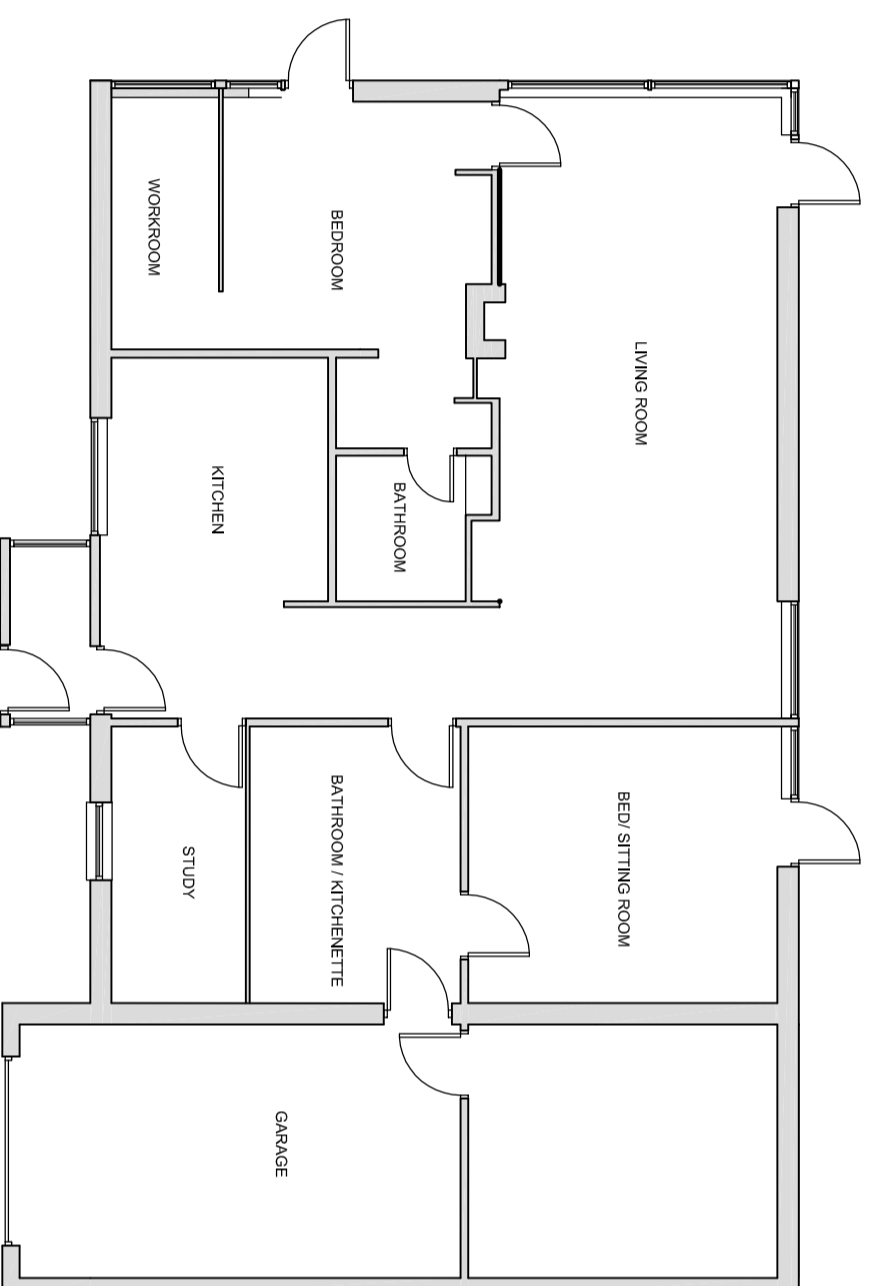 WORKROOM
BEDROOM
LIVING ROOM
KITCHEN
BATHROOM
STUDY
BATHROOM / KITCHENETTE
BED/ SITTING ROOM
GARAGE